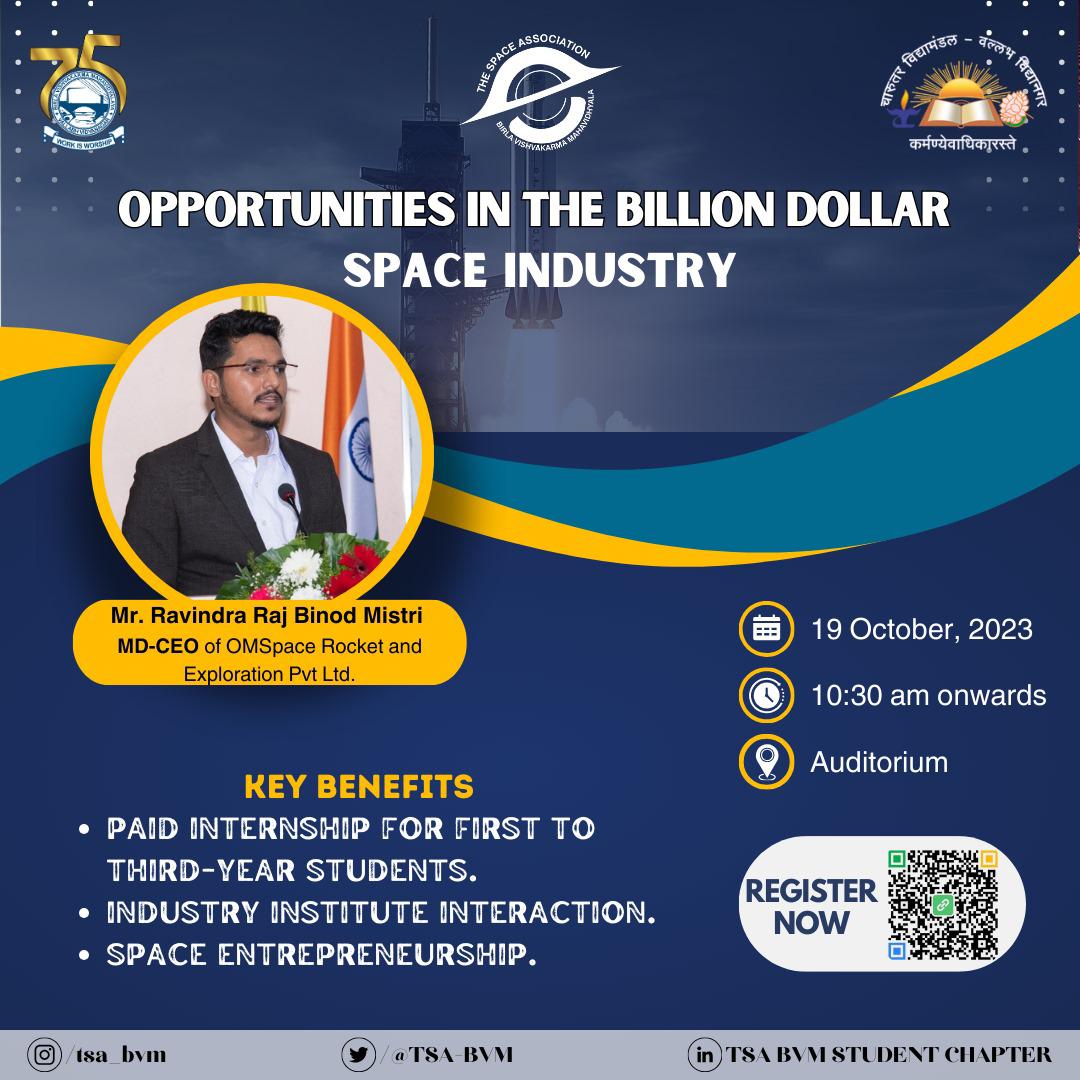 75
WORK IS WORSHIP
THE SPACE ASSOCIATION
BIRLA VISHVAKARMA MAHAVIDHYALA
चारुतर विद्यामंडल - वल्लभ विद्यानगर
कर्मण्येवाधिकारस्ते
OPPORTUNITIES IN THE BILLION DOLLAR
SPACE INDUSTRY
Mr. Ravindra Raj Binod Mistri
MD-CEO of OMSpace Rocket and
Exploration Pvt Ltd.
19 October, 2023
10:30 am onwards
Auditorium
KEY BENEFITS
• PAID INTERNSHIP FOR FIRST TO
THIRD-YEAR STUDENTS.
• INDUSTRY INSTITUTE INTERACTION.
• SPACE ENTREPRENEURSHIP.
REGISTER
NOW
/tsa_bvm
/@TSA-BVM
in TSA BVM STUDENT CHAPTER